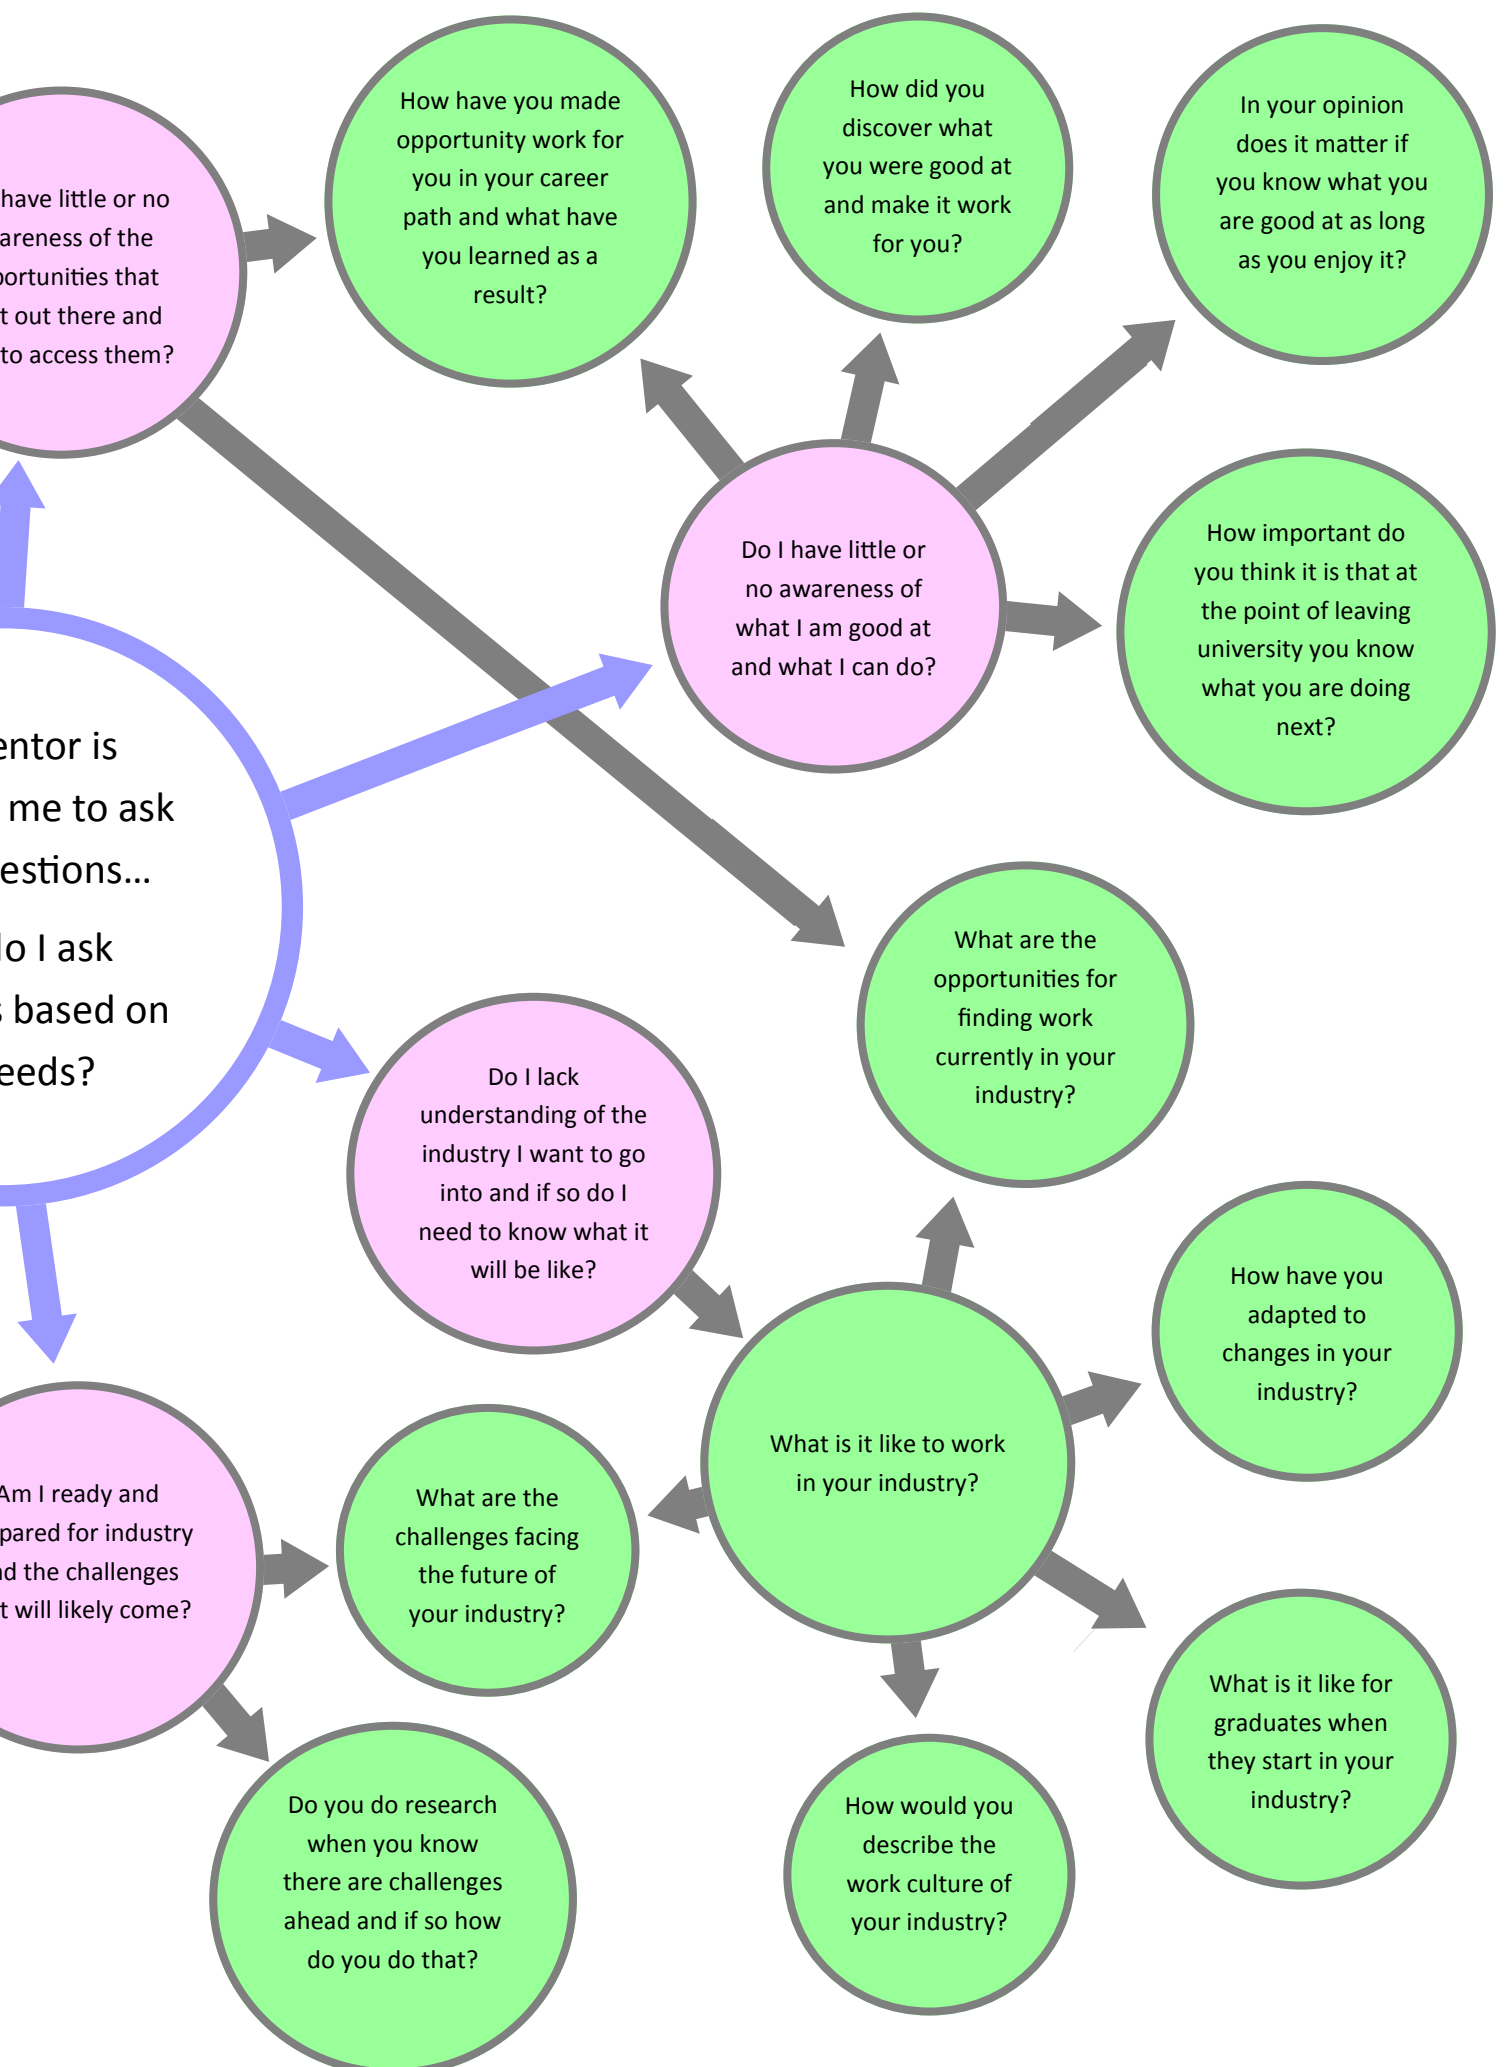 How have you made
opportunity work for
you in your career
path and what have
you learned as a
result?
How did you
discover what
you were good at
and make it work
for you?
In your opinion
does it matter if
you know what you
are good at as long
as you enjoy it?
have little or no
areness of the
portunities that
t out there and
to access them?
Do I have little or
no awareness of
what I am good at
and what I can do?
How important do
you think it is that at
the point of leaving
university you know
what you are doing
next?
entor is
me to ask
estions...
do I ask
s based on
eeds?
What are the
opportunities for
finding work
currently in your
industry?
Do I lack
understanding of the
industry I want to go
into and if so do I
need to know what it
will be like?
How have you
adapted to
changes in your
industry?
What is it like to work
in your industry?
Am I ready and
pared for industry
nd the challenges
t will likely come?
What are the
challenges facing
the future of
your industry?
What is it like for
graduates when
they start in your
industry?
Do you do research
when you know
there are challenges
ahead and if so how
do you do that?
How would you
describe the
work culture of
your industry?